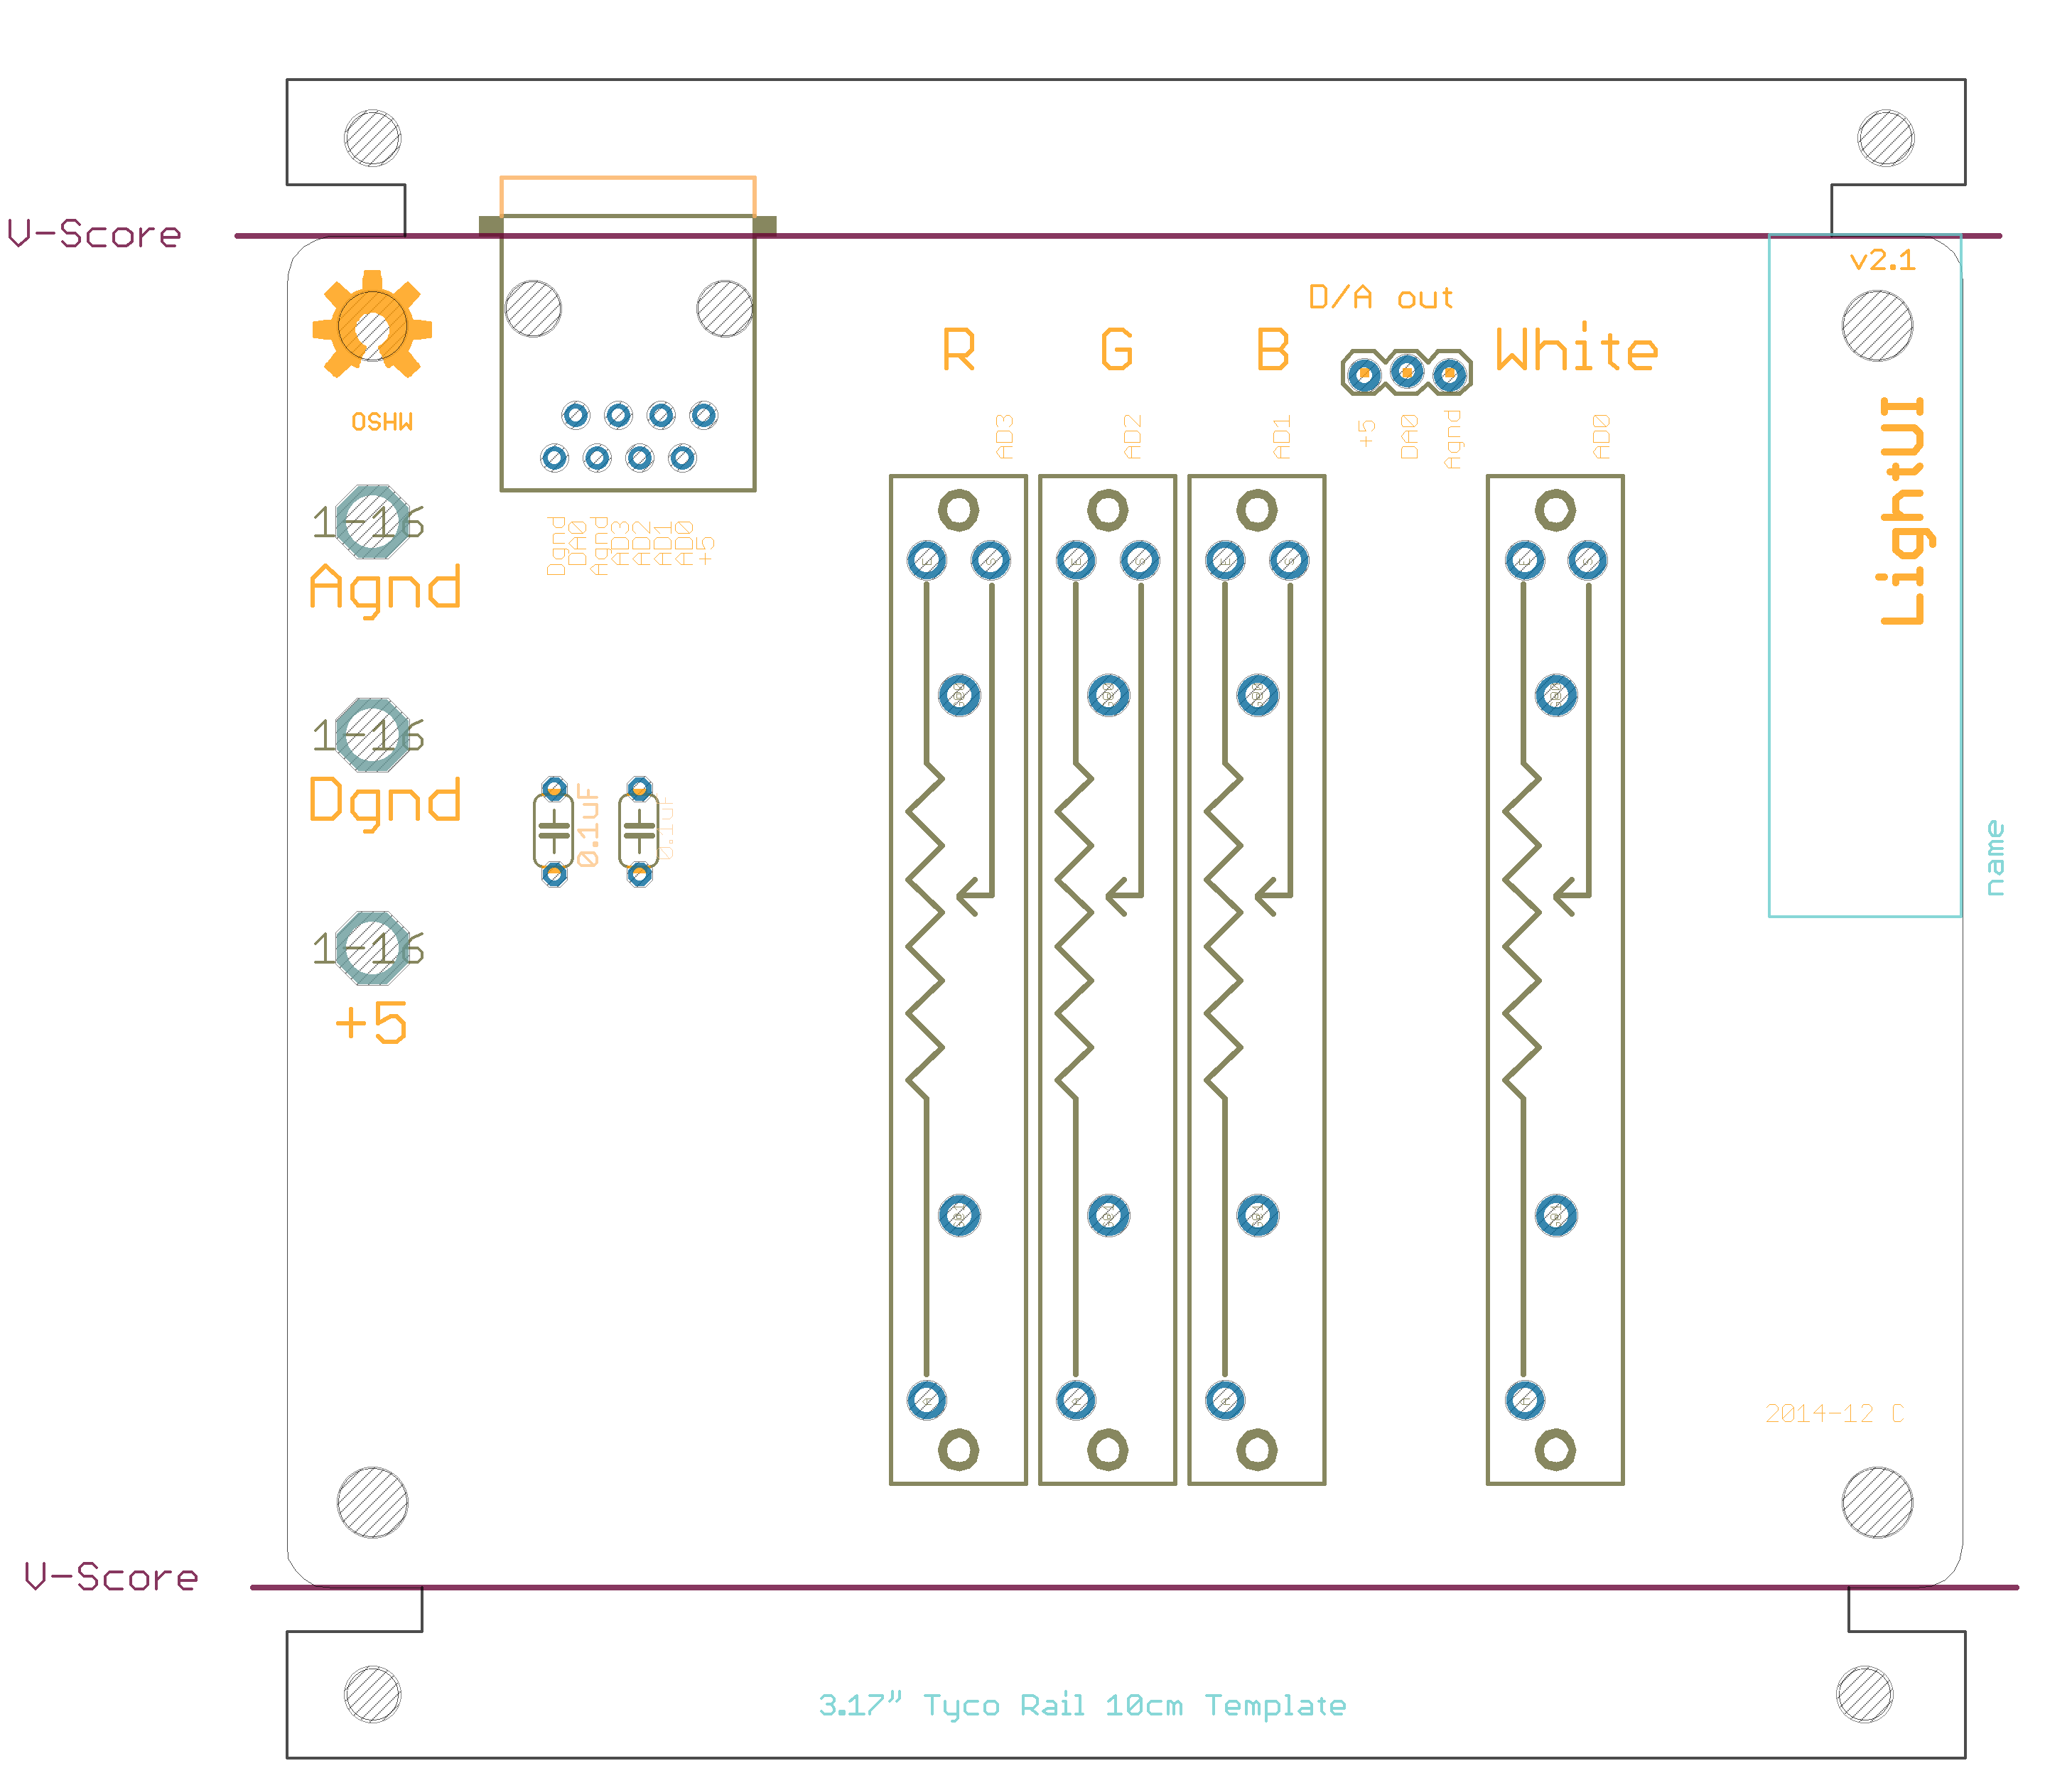 V-Score
v2.1
D/A out
R
G
B
White
OSHW
AD3
AD2
AD1
+5
DA0
Agnd
AD0
LightUI
1-16
Agnd
Dgnd
DA0
Agnd
AD3
AD2
AD1
AD0
+5
E
S
E
S
E
S
E
S
1-16
Dgnd
0.1uF
0.1uF
name
1-16
+5
2014-12 C
V-Score
3.17" Tyco Rail 10cm Template